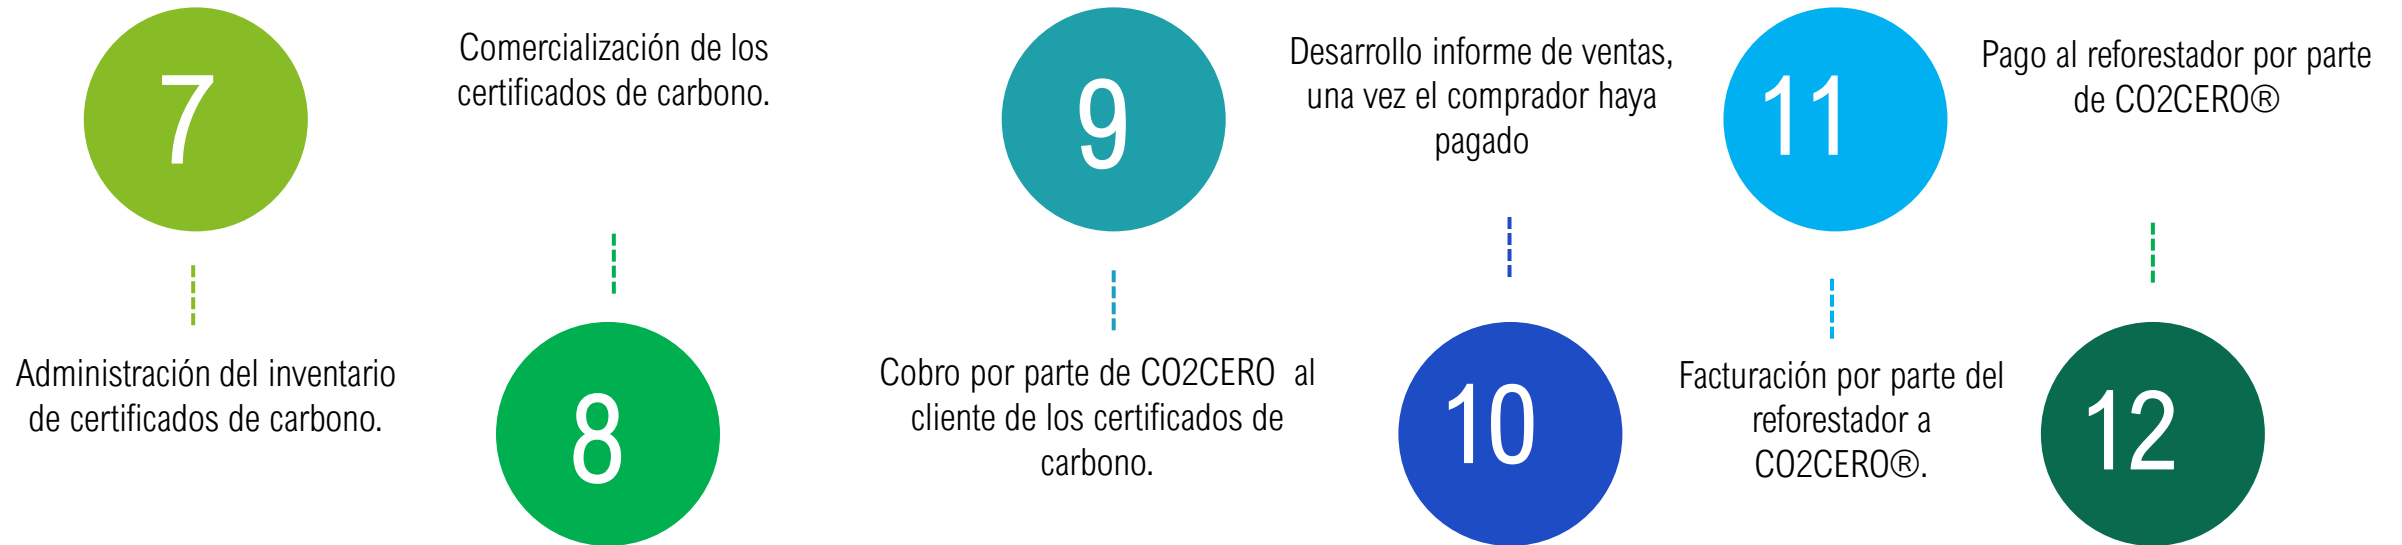 7
Administración del inventario
de certificados de carbono.
Comercialización de los
certificados de carbono.
8
9
Cobro por parte de CO2CERO  al
cliente de los certificados de
carbono.
Desarrollo informe de ventas,
una vez el comprador haya
pagado
10
11
Facturación por parte del
reforestador a
CO2CERO®.
Pago al reforestador por parte
de CO2CERO®
12